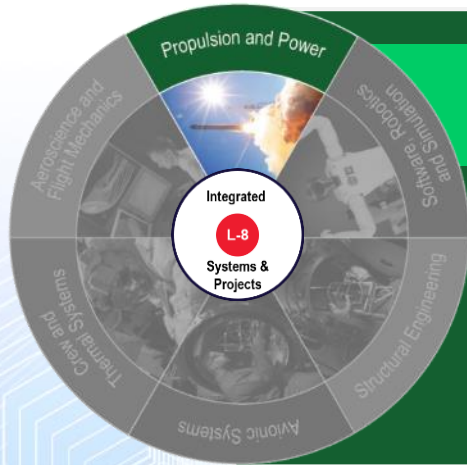 Propulsion and Power
Aeroscience and
Flight Mechanics
Software Robotics
and Simulation
Integrated
L-8
Systems &
Projects
Crew and
Thermal Systems
Structural Engineering
Avionic Systems